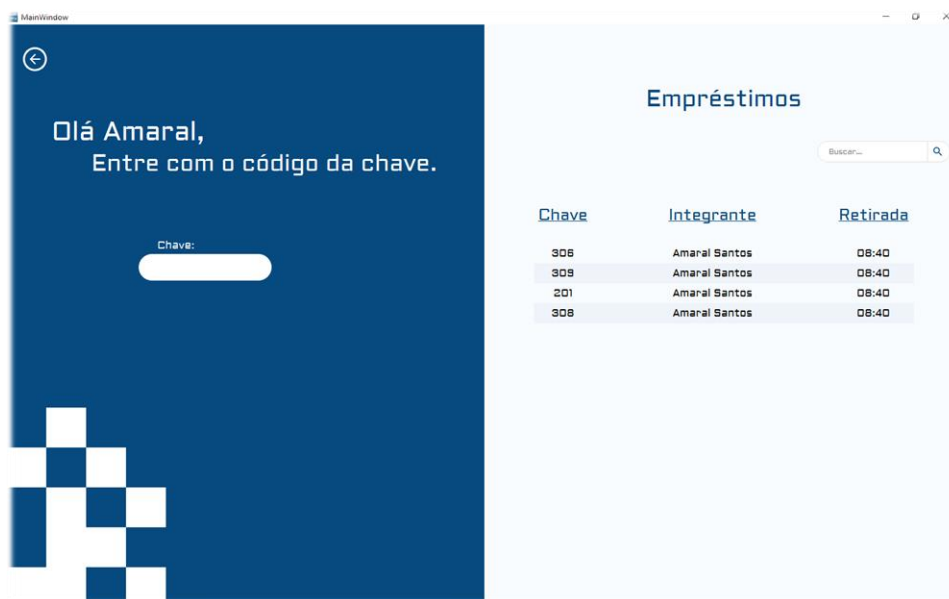 MainWindow
Olá Amaral,
Entre com o código da chave.
Chave:
Empréstimos
Buscar...
Chave Integrante Retirada
306 Amaral Santos 08:40
309 Amaral Santos 08:40
201 Amaral Santos 08:40
308 Amaral Santos 08:40